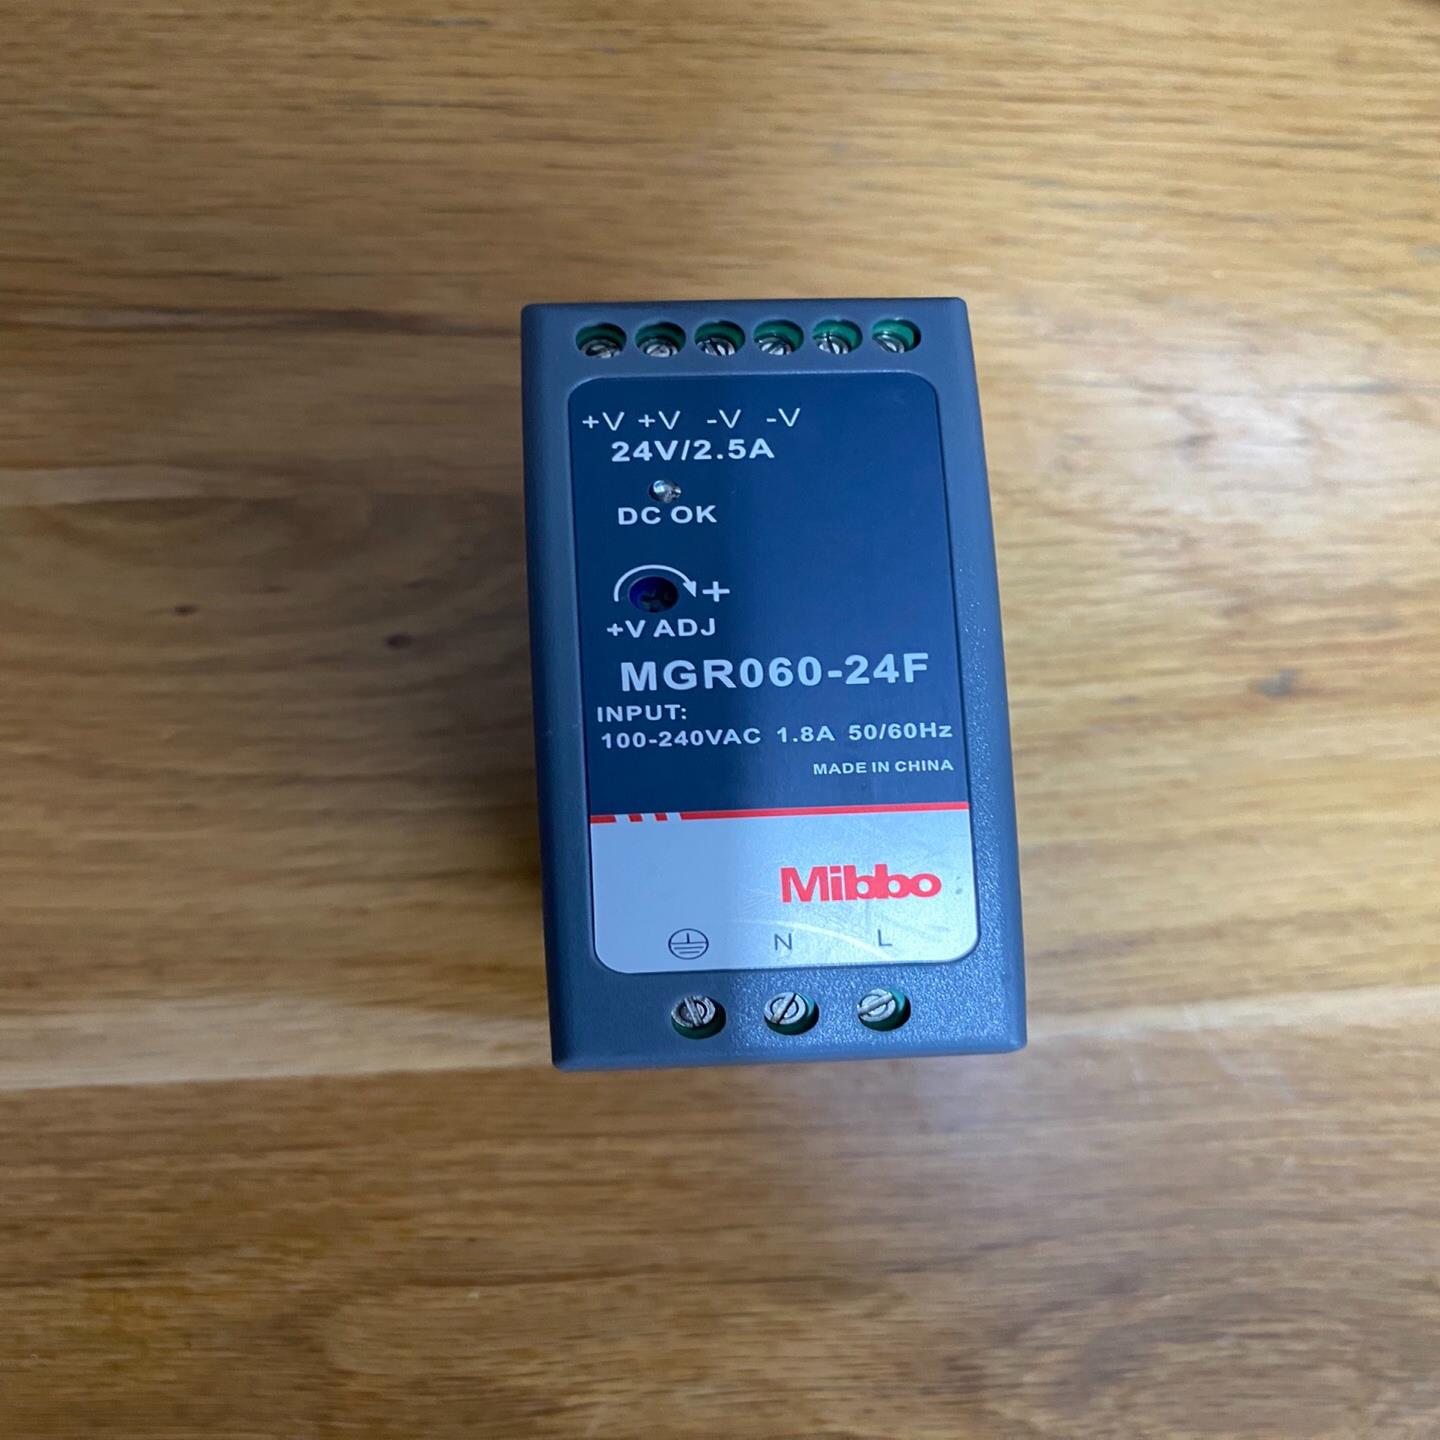 +V +V -V -V
24V/2.5A
DC OK
+
+V ADJ
MGR060-24F
INPUT:
100-240VAC 1.8A 50/60Hz
MADE IN CHINA
Mibbo
N L